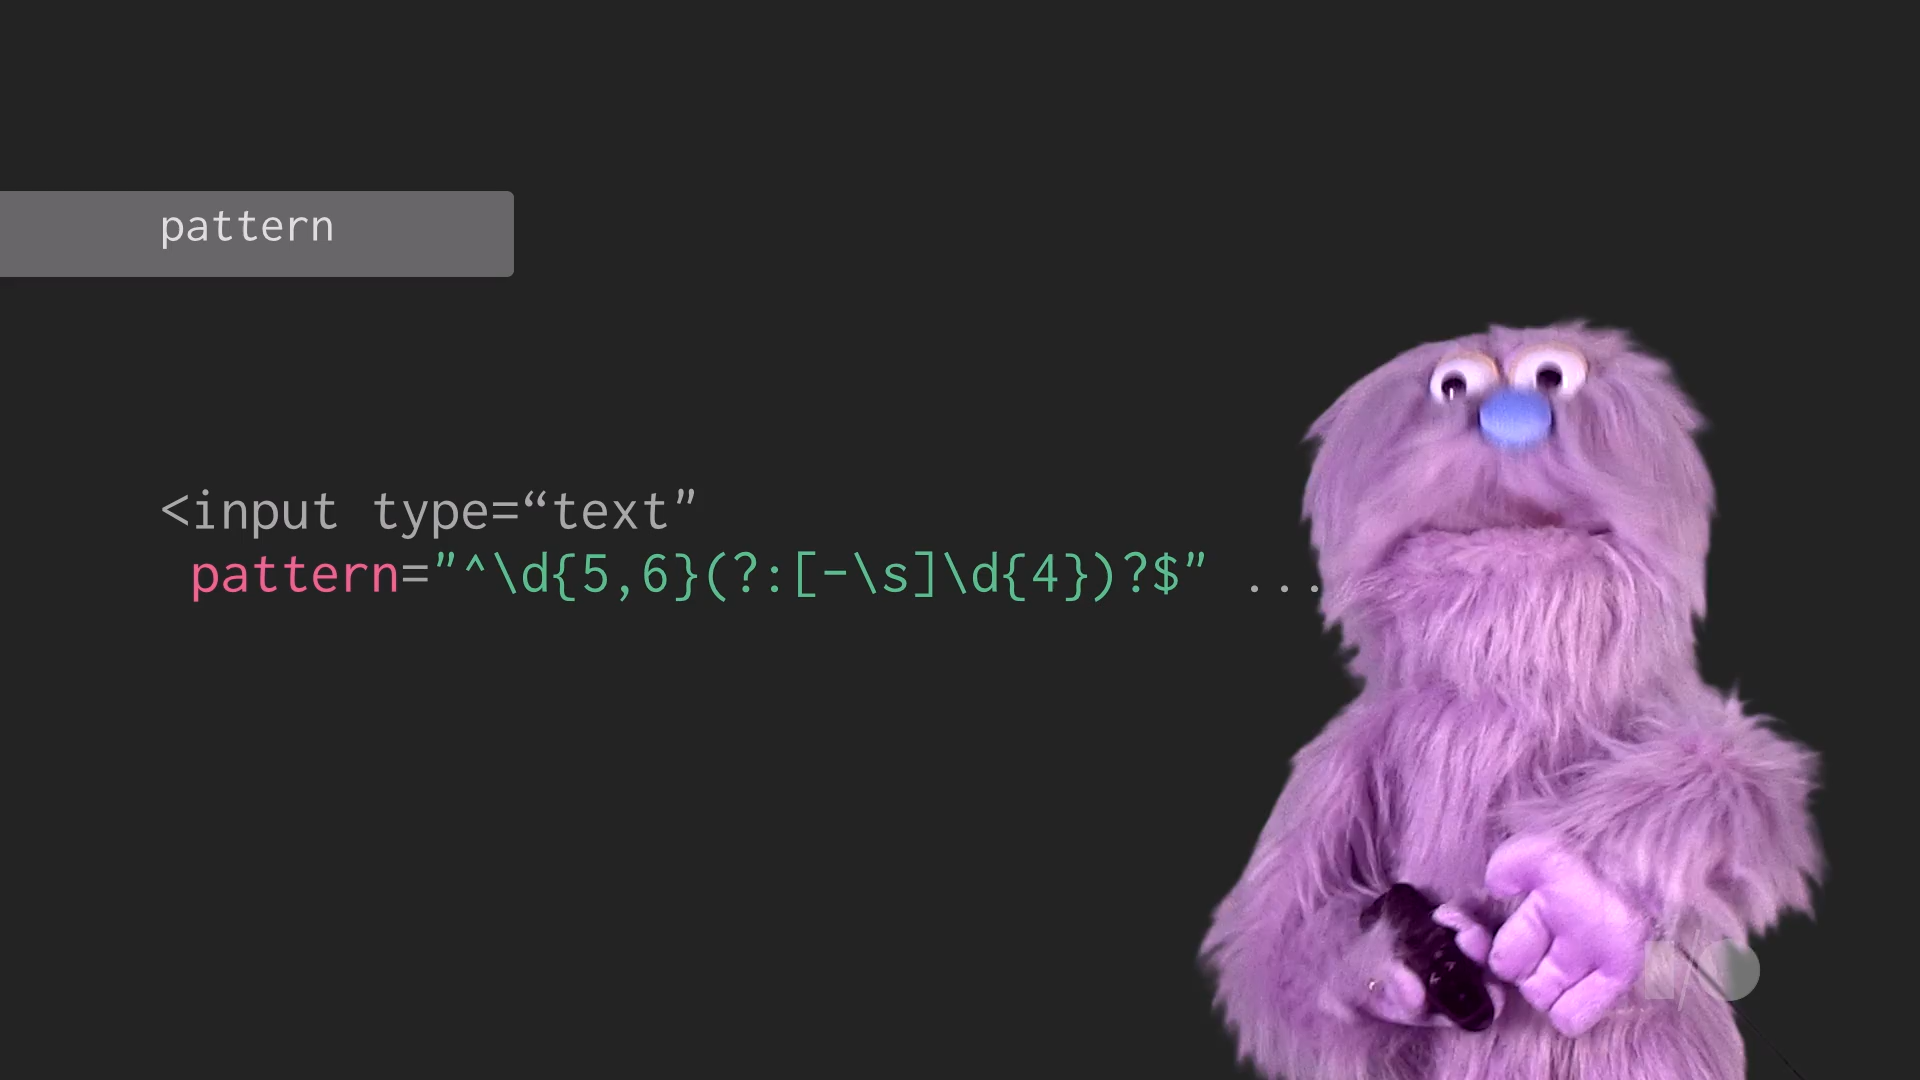 pattern
<input type=“text”
pattern="^\d{5,6}(?:[-\s]\d{4})?$" ...
I/O